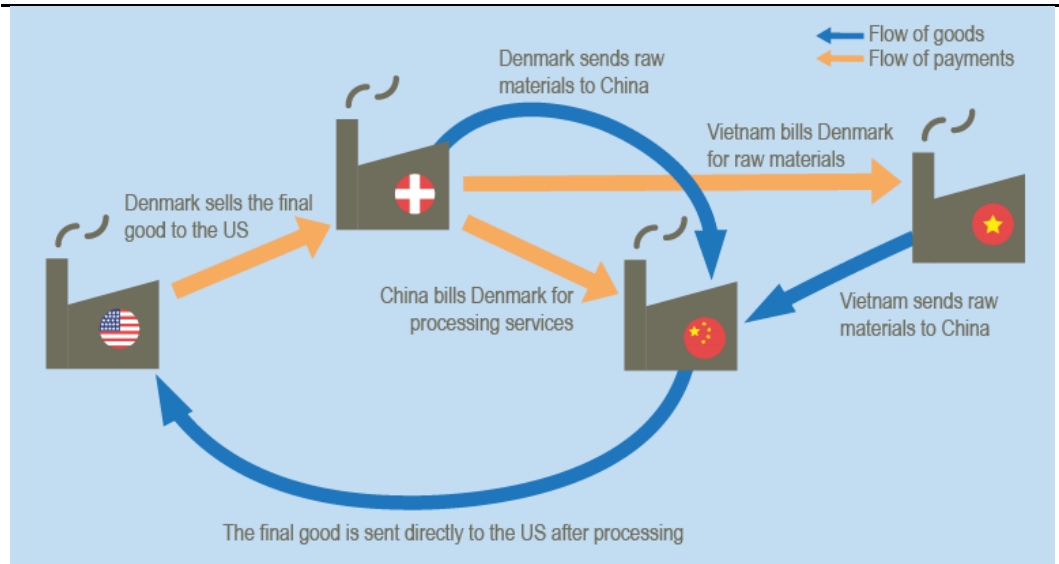 Flow of goods
Flow of payments
Denmark sends raw
materials to China
Vietnam bills Denmark
for raw materials
Denmark sells the final
good to the US
China bills Denmark for
processing services
Vietnam sends raw
materials to China
The final good is sent directly to the US after processing